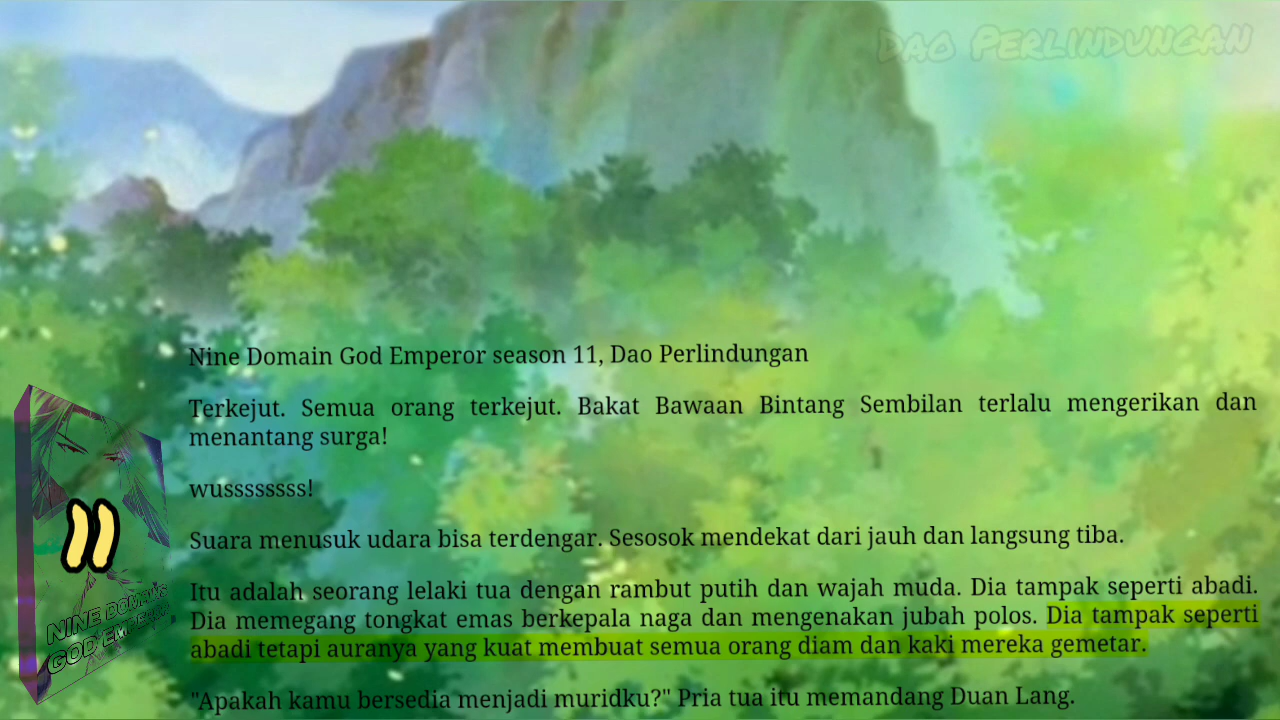 Dao Perlindungan
Nine Domain God Emperor season 11, Dao Perlindungan
Terkejut. Semua orang terkejut. Bakat Bawaan Bintang Sembilan terlalu mengerikan dan
menantang surga!
wussssssss!
Suara menusuk udara bisa terdengar. Sesosok mendekat dari jauh dan langsung tiba.
Itu adalah seorang lelaki tua dengan rambut putih dan wajah muda. Dia tampak seperti abadi.
Dia memegang tongkat emas berkepala naga dan mengenakan jubah polos. Dia tampak seperti
abadi tetapi auranya yang kuat membuat semua orang diam dan kaki mereka gemetar.
"Apakah kamu bersedia menjadi muridku?" Pria tua itu memandang Duan Lang.
11
NINE DOMAINS
GOD EMPEROR